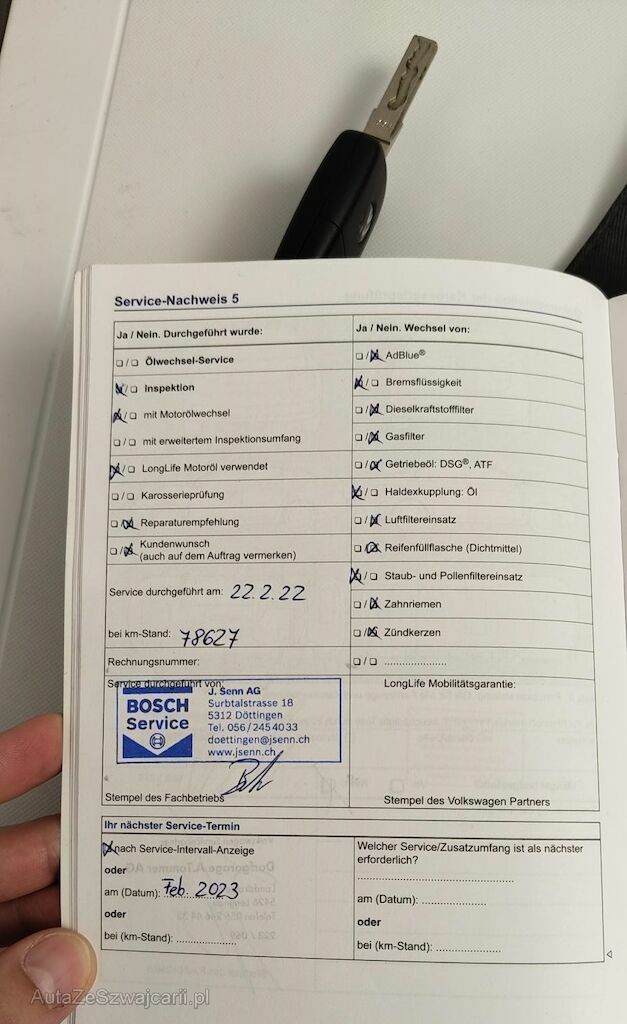 Service-Nachweis 5
Ja / Nein. Durchgeführt wurde:
❑ / ❑ Ölwechsel-Service
❑ / ❑ Inspektion
❑ / ❑ mit Motorölwechsel
❑ / ❑ mit erweitertem Inspektionsumfang
❑ / ❑ LongLife Motoröl verwendet
❑ / ❑ Karosserieprüfung
❑ / ❑ Reparaturempfehlung
❑ / ❑ Kundenwunsch
(auch auf dem Auftrag vermerken)
Service durchgeführt am: 22.2.22
bei km-Stand: 78627
Rechnungsnummer:
Service durchgeführt von:
BOSCH
Service
J. Senn AG
Surbtalstrasse 18
5312 Döttingen
Tel. 056 / 245 40 33
doettingen@jsenn.ch
www.jsenn.ch
Stempel des Fachbetriebs
Ja / Nein. Wechsel von:
❑ / ❑ AdBlue®
❑ / ❑ Bremsflüssigkeit
❑ / ❑ Dieselkraftstofffilter
❑ / ❑ Gasfilter
❑ / ❑ Getriebeöl: DSG®, ATF
❑ / ❑ Haldexkupplung: Öl
❑ / ❑ Luftfiltereinsatz
❑ / ❑ Reifenfüllflasche (Dichtmittel)
❑ / ❑ Staub- und Pollenfiltereinsatz
❑ / ❑ Zahnriemen
❑ / ❑ Zündkerzen
❑ / ❑ .....................
LongLife Mobilitätsgarantie:
Stempel des Volkswagen Partners
Ihr nächster Service-Termin
❑ nach Service-Intervall-Anzeige
oder
am (Datum): Feb. 2023
oder
bei (km-Stand): ....................
Welcher Service/Zusatzumfang ist als nächster
erforderlich?
..................................................
am (Datum): .....................
oder
bei (km-Stand): .....................
AutaZeSzwajcarii.pl